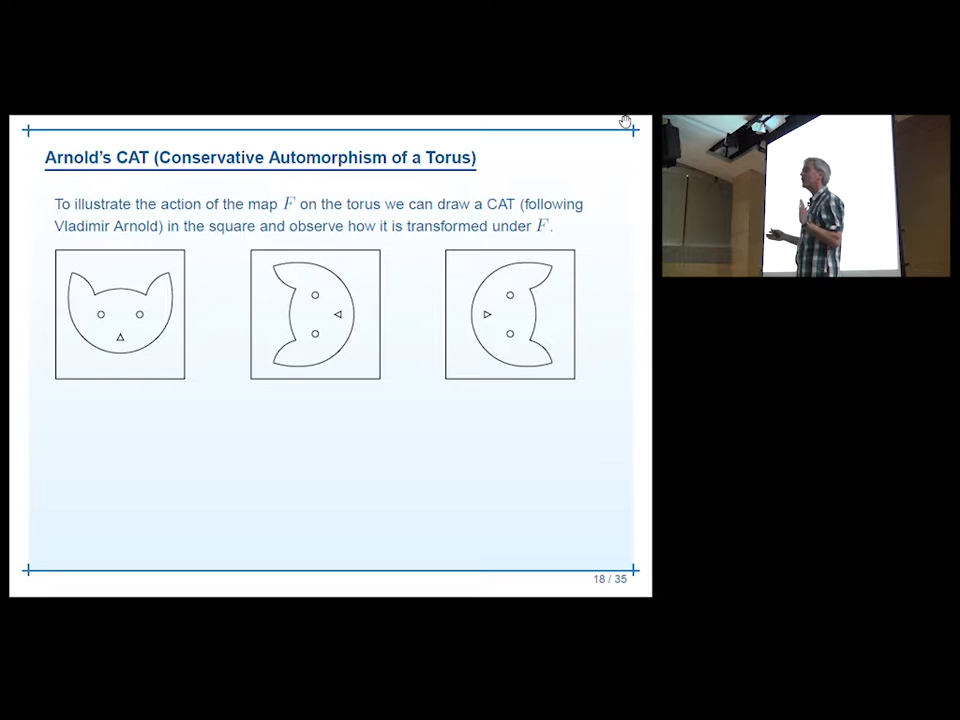 Arnold's CAT (Conservative Automorphism of a Torus)
To illustrate the action of the map F on the torus we can draw a CAT (following
Vladimir Arnold) in the square and observe how it is transformed under F.
18 / 35